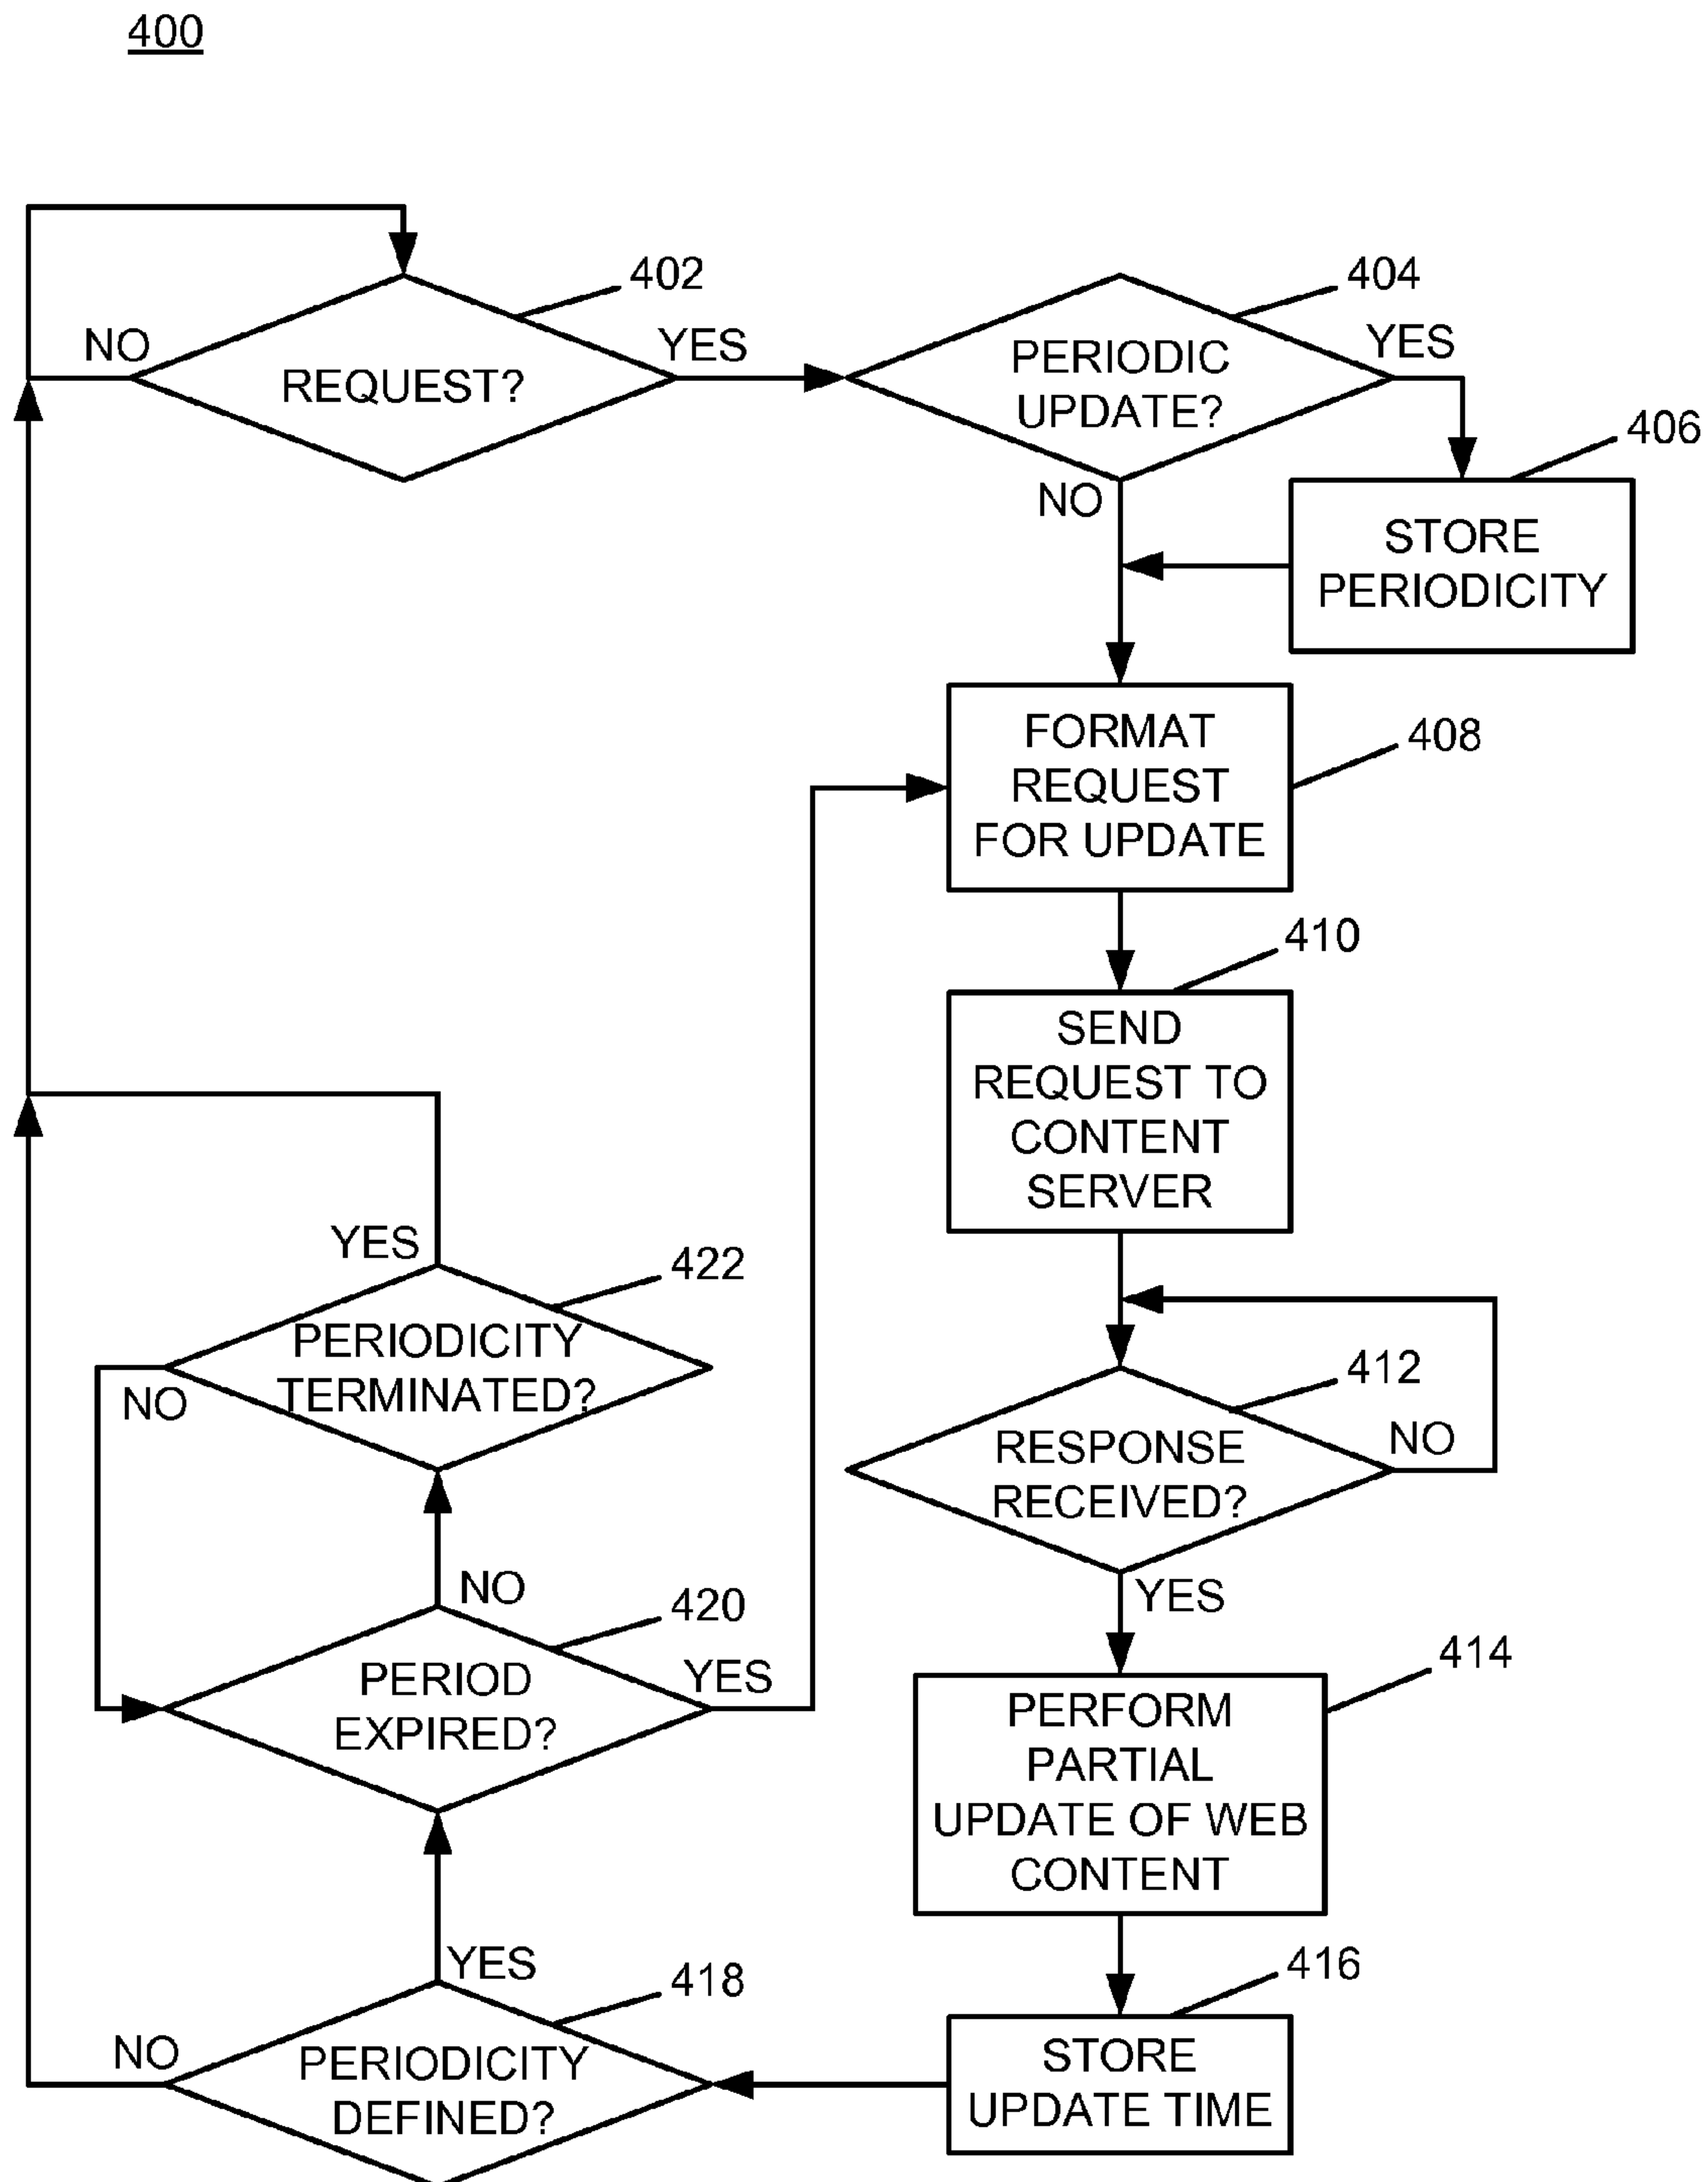 400
402
NO
YES
REQUEST?
404
YES
PERIODIC
UPDATE?
NO
406
STORE
PERIODICITY
FORMAT
REQUEST
FOR UPDATE
408
410
SEND
REQUEST TO
CONTENT
SERVER
412
NO
RESPONSE
RECEIVED?
YES
414
PERFORM
PARTIAL
UPDATE OF WEB
CONTENT
416
STORE
UPDATE TIME
418
YES
NO
PERIODICITY
DEFINED?
420
NO
YES
PERIOD
EXPIRED?
422
YES
NO
PERIODICITY
TERMINATED?